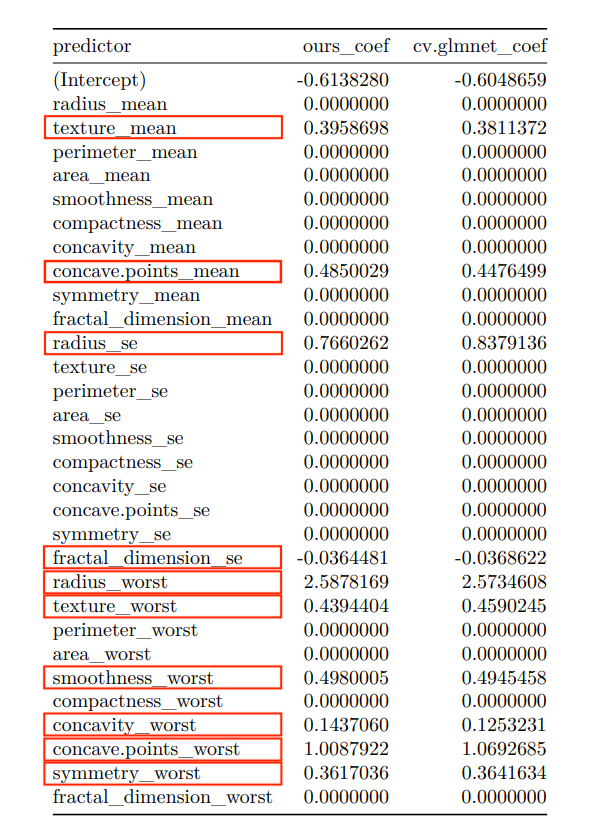 predictor ours_coef cv.glmnet_coef
(Intercept) -0.6138280 -0.6048659
radius_mean 0.0000000 0.0000000
texture_mean 0.3958698 0.3811372
perimeter_mean 0.0000000 0.0000000
area_mean 0.0000000 0.0000000
smoothness_mean 0.0000000 0.0000000
compactness_mean 0.0000000 0.0000000
concavity_mean 0.0000000 0.0000000
concave.points_mean 0.4850029 0.4476499
symmetry_mean 0.0000000 0.0000000
fractal_dimension_mean 0.0000000 0.0000000
radius_se 0.7660262 0.8379136
texture_se 0.0000000 0.0000000
perimeter_se 0.0000000 0.0000000
area_se 0.0000000 0.0000000
smoothness_se 0.0000000 0.0000000
compactness_se 0.0000000 0.0000000
concavity_se 0.0000000 0.0000000
concave.points_se 0.0000000 0.0000000
symmetry_se 0.0000000 0.0000000
fractal_dimension_se -0.0364481 -0.0368622
radius_worst 2.5878169 2.5734608
texture_worst 0.4394404 0.4590245
perimeter_worst 0.0000000 0.0000000
area_worst 0.0000000 0.0000000
smoothness_worst 0.4980005 0.4945458
compactness_worst 0.0000000 0.0000000
concavity_worst 0.1437060 0.1253231
concave.points_worst 1.0087922 1.0692685
symmetry_worst 0.3617036 0.3641634
fractal_dimension_worst 0.0000000 0.0000000